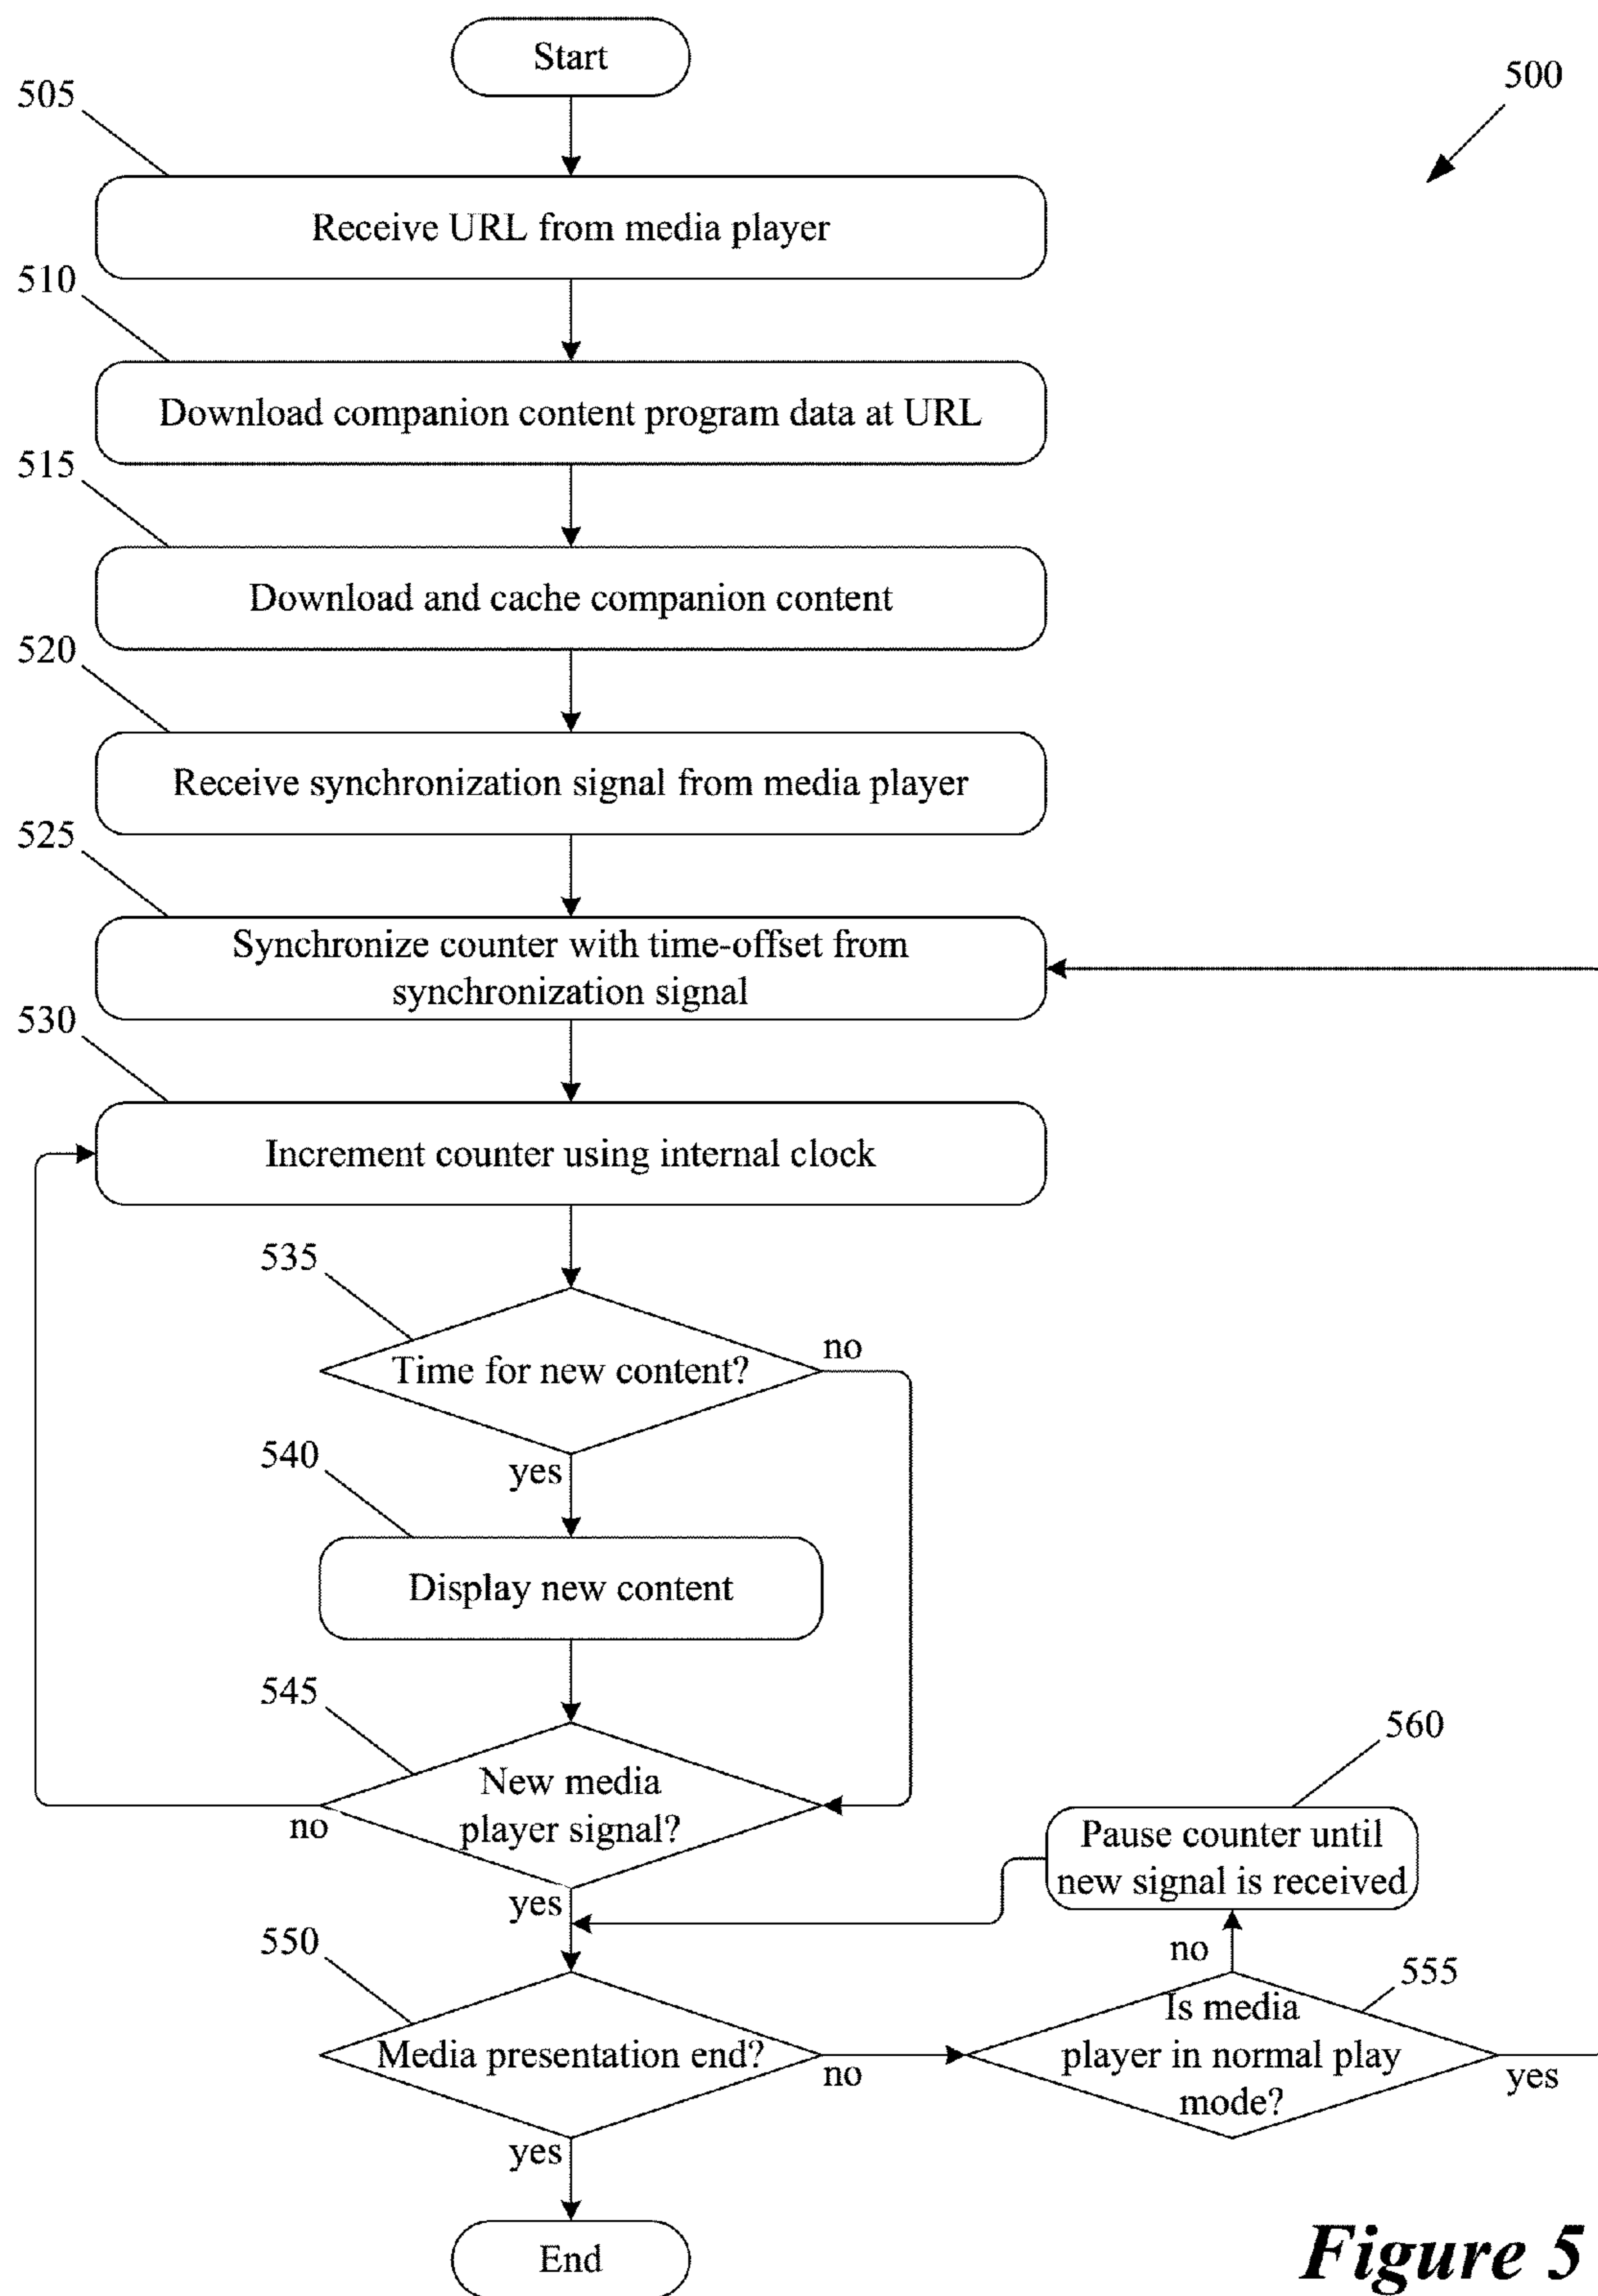 Start
500
505
Receive URL from media player
510
Download companion content program data at URL
515
Download and cache companion content
520
Receive synchronization signal from media player
525
Synchronize counter with time-offset from
synchronization signal
530
Increment counter using internal clock
535
Time for new content?
no
yes
540
Display new content
545
New media
player signal?
no
yes
560
Pause counter until
new signal is received
no
550
Media presentation end?
no
yes
555
Is media
player in normal play
mode?
yes
End
Figure 5